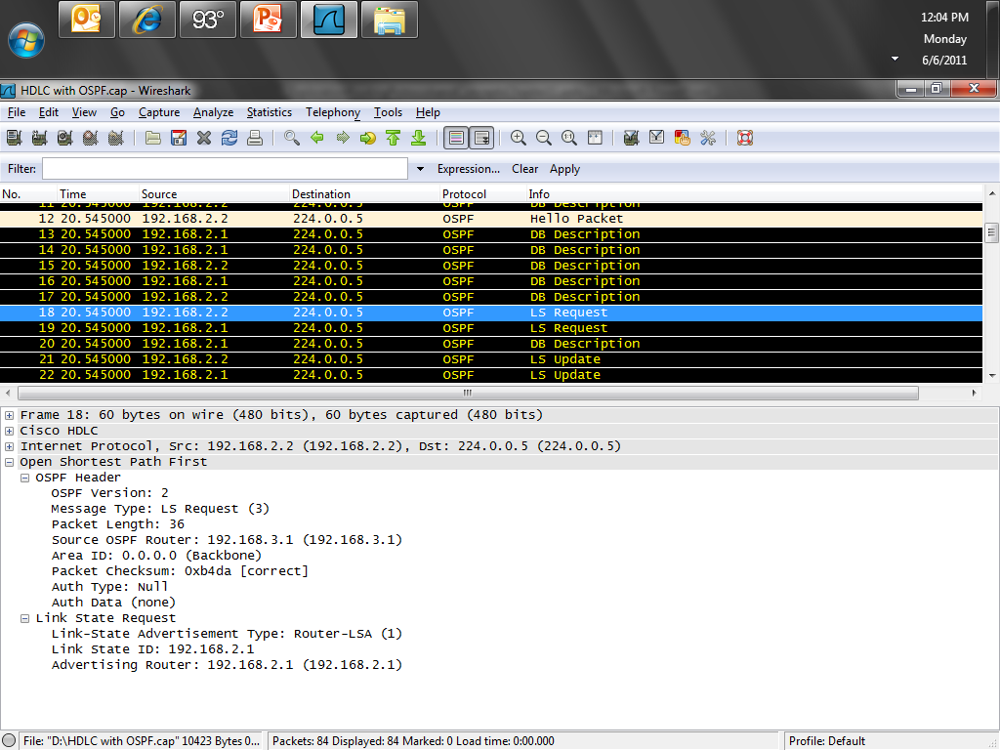 93°
12:04 PM
Monday
6/6/2011
HDLC with OSPF.cap - Wireshark
File Edit View Go Capture Analyze Statistics Telephony Tools Help
Filter: Expression... Clear Apply
No. Time Source Destination Protocol Info
11 20.545000 192.168.2.2 224.0.0.5 OSPF DB Description
12 20.545000 192.168.2.2 224.0.0.5 OSPF Hello Packet
13 20.545000 192.168.2.1 224.0.0.5 OSPF DB Description
14 20.545000 192.168.2.1 224.0.0.5 OSPF DB Description
15 20.545000 192.168.2.2 224.0.0.5 OSPF DB Description
16 20.545000 192.168.2.1 224.0.0.5 OSPF DB Description
17 20.545000 192.168.2.2 224.0.0.5 OSPF DB Description
18 20.545000 192.168.2.2 224.0.0.5 OSPF LS Request
19 20.545000 192.168.2.1 224.0.0.5 OSPF LS Request
20 20.545000 192.168.2.1 224.0.0.5 OSPF DB Description
21 20.545000 192.168.2.2 224.0.0.5 OSPF LS Update
22 20.545000 192.168.2.1 224.0.0.5 OSPF LS Update
Frame 18: 60 bytes on wire (480 bits), 60 bytes captured (480 bits)
Cisco HDLC
Internet Protocol, Src: 192.168.2.2 (192.168.2.2), Dst: 224.0.0.5 (224.0.0.5)
Open Shortest Path First
OSPF Header
OSPF Version: 2
Message Type: LS Request (3)
Packet Length: 36
Source OSPF Router: 192.168.3.1 (192.168.3.1)
Area ID: 0.0.0.0 (Backbone)
Packet Checksum: 0xb4da [correct]
Auth Type: Null
Auth Data (none)
Link State Request
Link-State Advertisement Type: Router-LSA (1)
Link State ID: 192.168.2.1
Advertising Router: 192.168.2.1 (192.168.2.1)
File: "D:\HDLC with OSPF.cap" 10423 Bytes 0... Packets: 84 Displayed: 84 Marked: 0 Load time: 0:00.000 Profile: Default